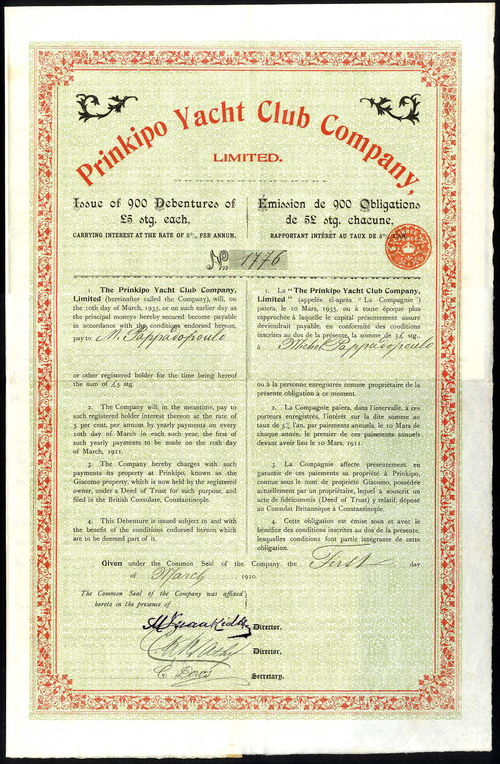 Prinkipo Yacht Club Company,
LIMITED.
Issue of 900 Debentures of
£5 stg. each.
CARRYING INTEREST AT THE RATE OF 5%, PER ANNUM.
Émission de 900 Obligations
de 5£ stg. chacune.
RAPPORTANT INTÉRET AU TAUX DE 5% L'AN.
No. 1776
1. The Prinkipo Yacht Club Company,
Limited (hereinafter called the Company), will, on
the 10th day of March, 1935, or on such earlier day as
the principal moneys hereby secured become payable
in accordance with the condition endorsed hereon,
pay to M. Pappaiopoulo
or other registered holder for the time being hereof
the sum of £5 stg.
2. The Company will, in the meantime, pay to
such registered holder interest thereon at the rate of
5 per cent. per annum by yearly payments on every
10th day of March in each such year, the first of
such yearly payments to be made on the 10th day
of March, 1911.
3. The Company hereby charges with such
payments its property at Prinkipo, known as the
Giacomo property, which is now held by the registered
owner, under a Deed of Trust for such purpose, and
filed in the British Consulate, Constantinople.
4. This Debenture is issued subject to and with
the benefit of the conditions endorsed hereon which
are to be deemed part of it.
1. La "The Prinkipo Yacht Club Company,
Limited" (appelée ci-après "La Compagnie")
paiera, le 10 Mars, 1935, ou à toute époque plus
rapprochée à laquelle le capital présentement assuré
deviendrait payable, en conformité des conditions
inscrites au dos de la présente, la somme de 5£ stg.
à Michel Pappaiopoulo
ou à la personne enregistrée comme propriétaire de la
présente obligation à ce moment.
2. La Compagnie paiera, dans l'intervalle, à ces
porteurs enregistrés, l'intérêt sur la dite somme au
taux de 5% l'an, par paiements annuels, le 10 Mars de
chaque année, le premier de ces paiements annuels
devant avoir lieu le 10 Mars, 1911.
3. La Compagnie affecte présentement en
garantie de ces paiements sa propriété à Prinkipo,
connue sous le nom de propriété Giacomo, possédée
actuellement par un propriétaire, lequel a souscrit un
acte de fidéicommis (Deed of Trust) y relatif, déposé
au Consulat Britannique à Constantinople.
4. Cette obligation est émise sous et avec le
bénéfice des conditions inscrites au dos de la présente,
lesquelles conditions font partie intégrante de cette
obligation.
Given under the Common Seal of the Company the First day
of March 1910.
The Common Seal of the Company was affixed
hereto in the presence of
Director.
Director.
Secretary.